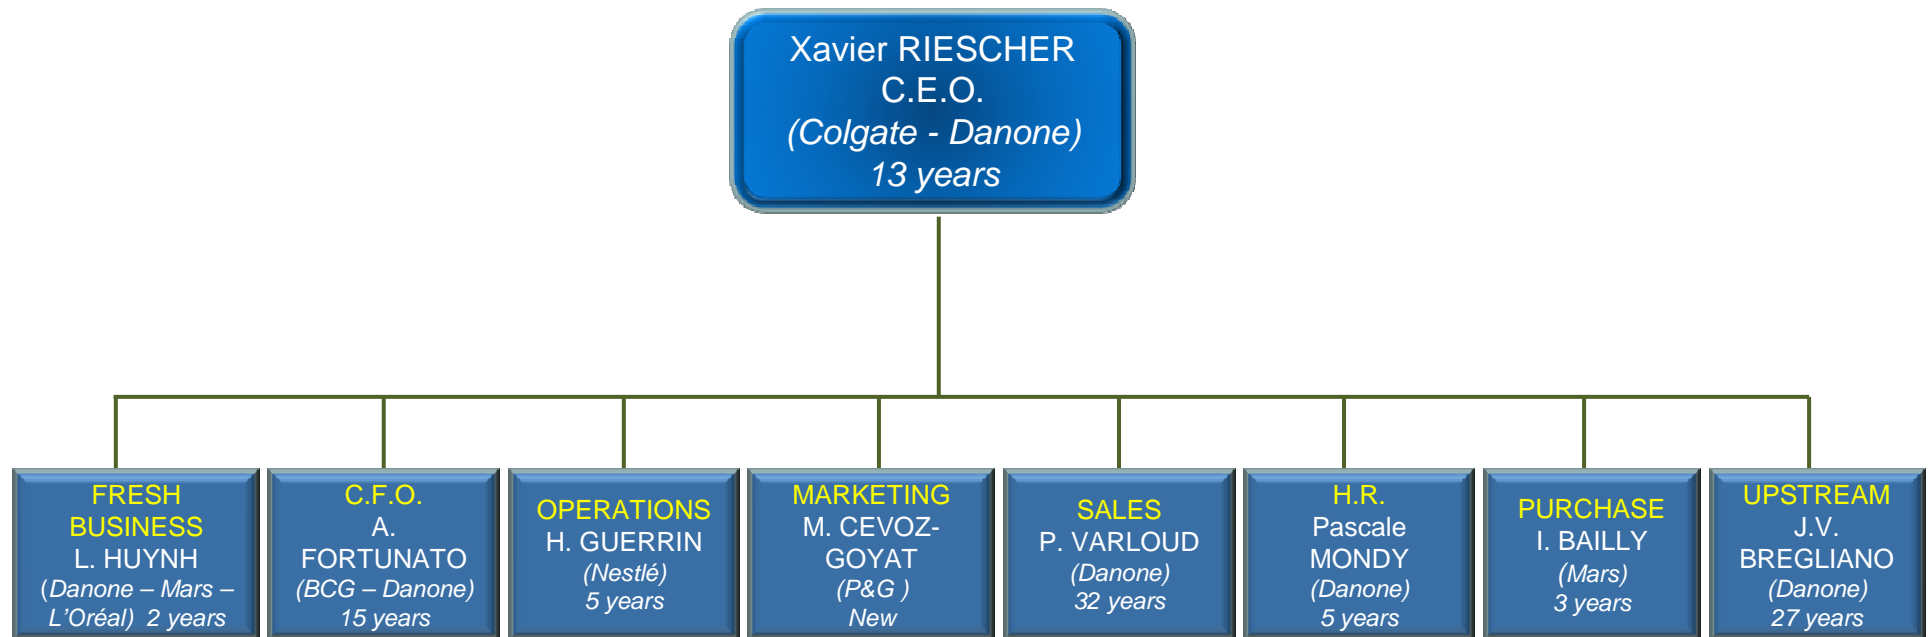 Xavier RIESCHER
C.E.O.
(Colgate - Danone)
13 years
FRESH
BUSINESS
L. HUYNH
(Danone – Mars –
L’Oréal) 2 years
C.F.O.
A.
FORTUNATO
(BCG – Danone)
15 years
OPERATIONS
H. GUERRIN
(Nestlé)
5 years
MARKETING
M. CEVOZ-
GOYAT
(P&G )
New
SALES
P. VARLOUD
(Danone)
32 years
H.R.
Pascale
MONDY
(Danone)
5 years
PURCHASE
I. BAILLY
(Mars)
3 years
UPSTREAM
J.V.
BREGLIANO
(Danone)
27 years